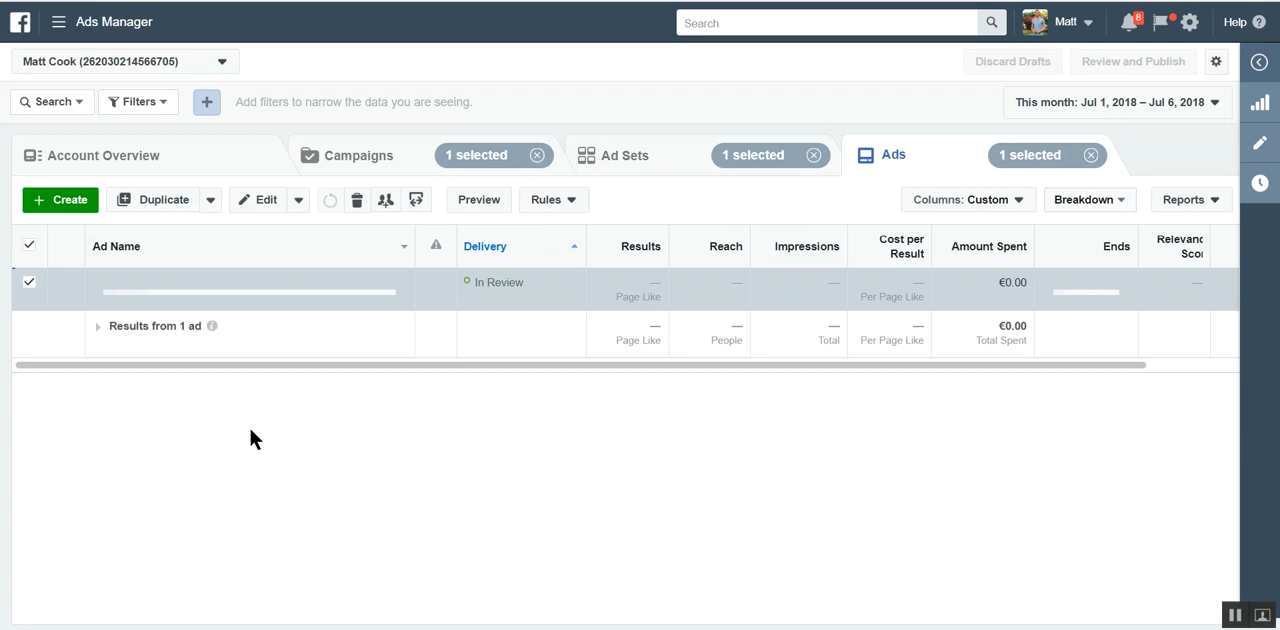 Ads Manager
Search
Matt
8
Help
Matt Cook (262030214566705)
Discard Drafts
Review and Publish
Search
Filters
Add filters to narrow the data you are seeing.
This month: Jul 1, 2018 – Jul 6, 2018
Account Overview
Campaigns
1 selected
Ad Sets
1 selected
Ads
1 selected
+ Create
Duplicate
Edit
Preview
Rules
Columns: Custom
Breakdown
Reports
Ad Name
Delivery
Results
Reach
Impressions
Cost per
Result
Amount Spent
Ends
Relevanc
Scor
In Review
—
Page Like
—
—
—
Per Page Like
€0.00
—
Results from 1 ad
—
Page Like
—
People
—
Total
—
Per Page Like
€0.00
Total Spent